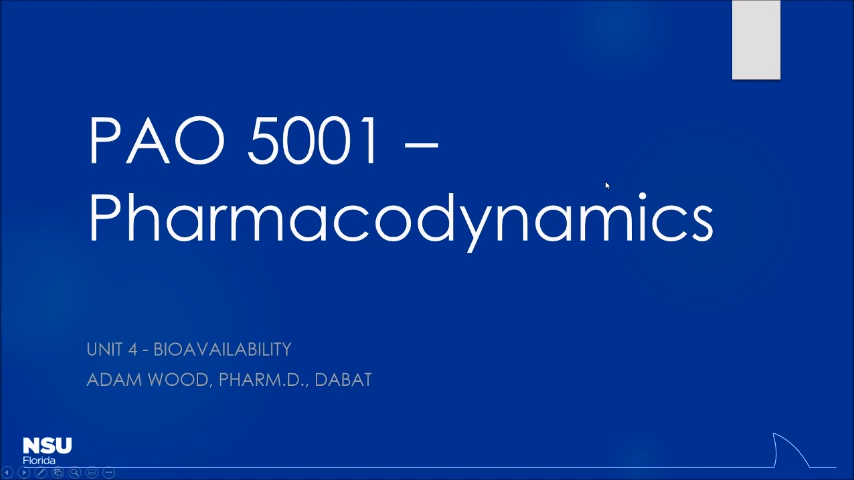 PAO 5001 –
Pharmacodynamics
UNIT 4 - BIOAVAILABILITY
ADAM WOOD, PHARM.D., DABAT
NSU
Florida